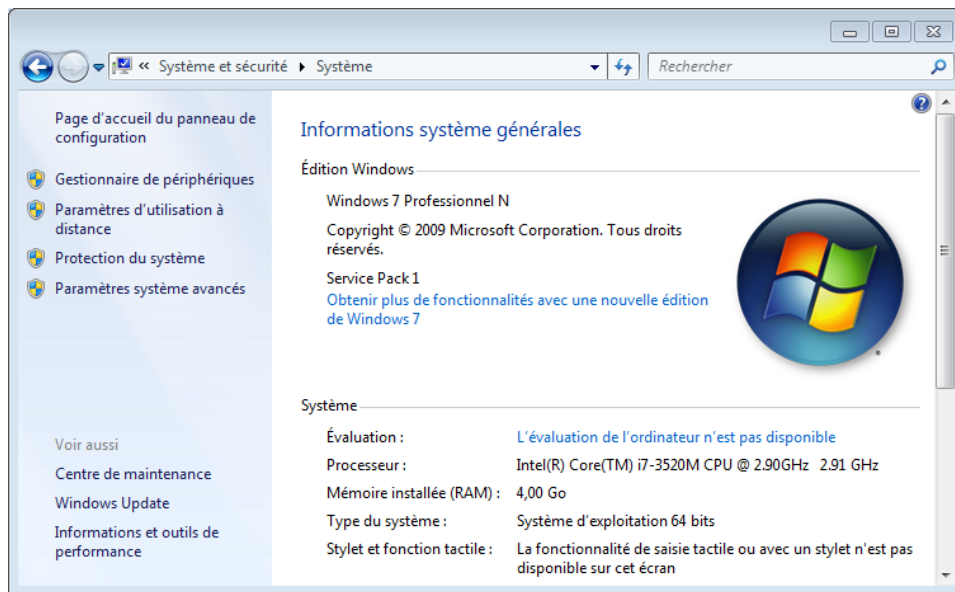 « Système et sécurité ▸ Système
Rechercher
Page d'accueil du panneau de
configuration
Gestionnaire de périphériques
Paramètres d'utilisation à
distance
Protection du système
Paramètres système avancés
Voir aussi
Centre de maintenance
Windows Update
Informations et outils de
performance
Informations système générales
Édition Windows
Windows 7 Professionnel N
Copyright © 2009 Microsoft Corporation. Tous droits
réservés.
Service Pack 1
Obtenir plus de fonctionnalités avec une nouvelle édition
de Windows 7
Système
Évaluation : L'évaluation de l'ordinateur n'est pas disponible
Processeur : Intel(R) Core(TM) i7-3520M CPU @ 2.90GHz 2.91 GHz
Mémoire installée (RAM) : 4,00 Go
Type du système : Système d'exploitation 64 bits
Stylet et fonction tactile : La fonctionnalité de saisie tactile ou avec un stylet n'est pas
disponible sur cet écran